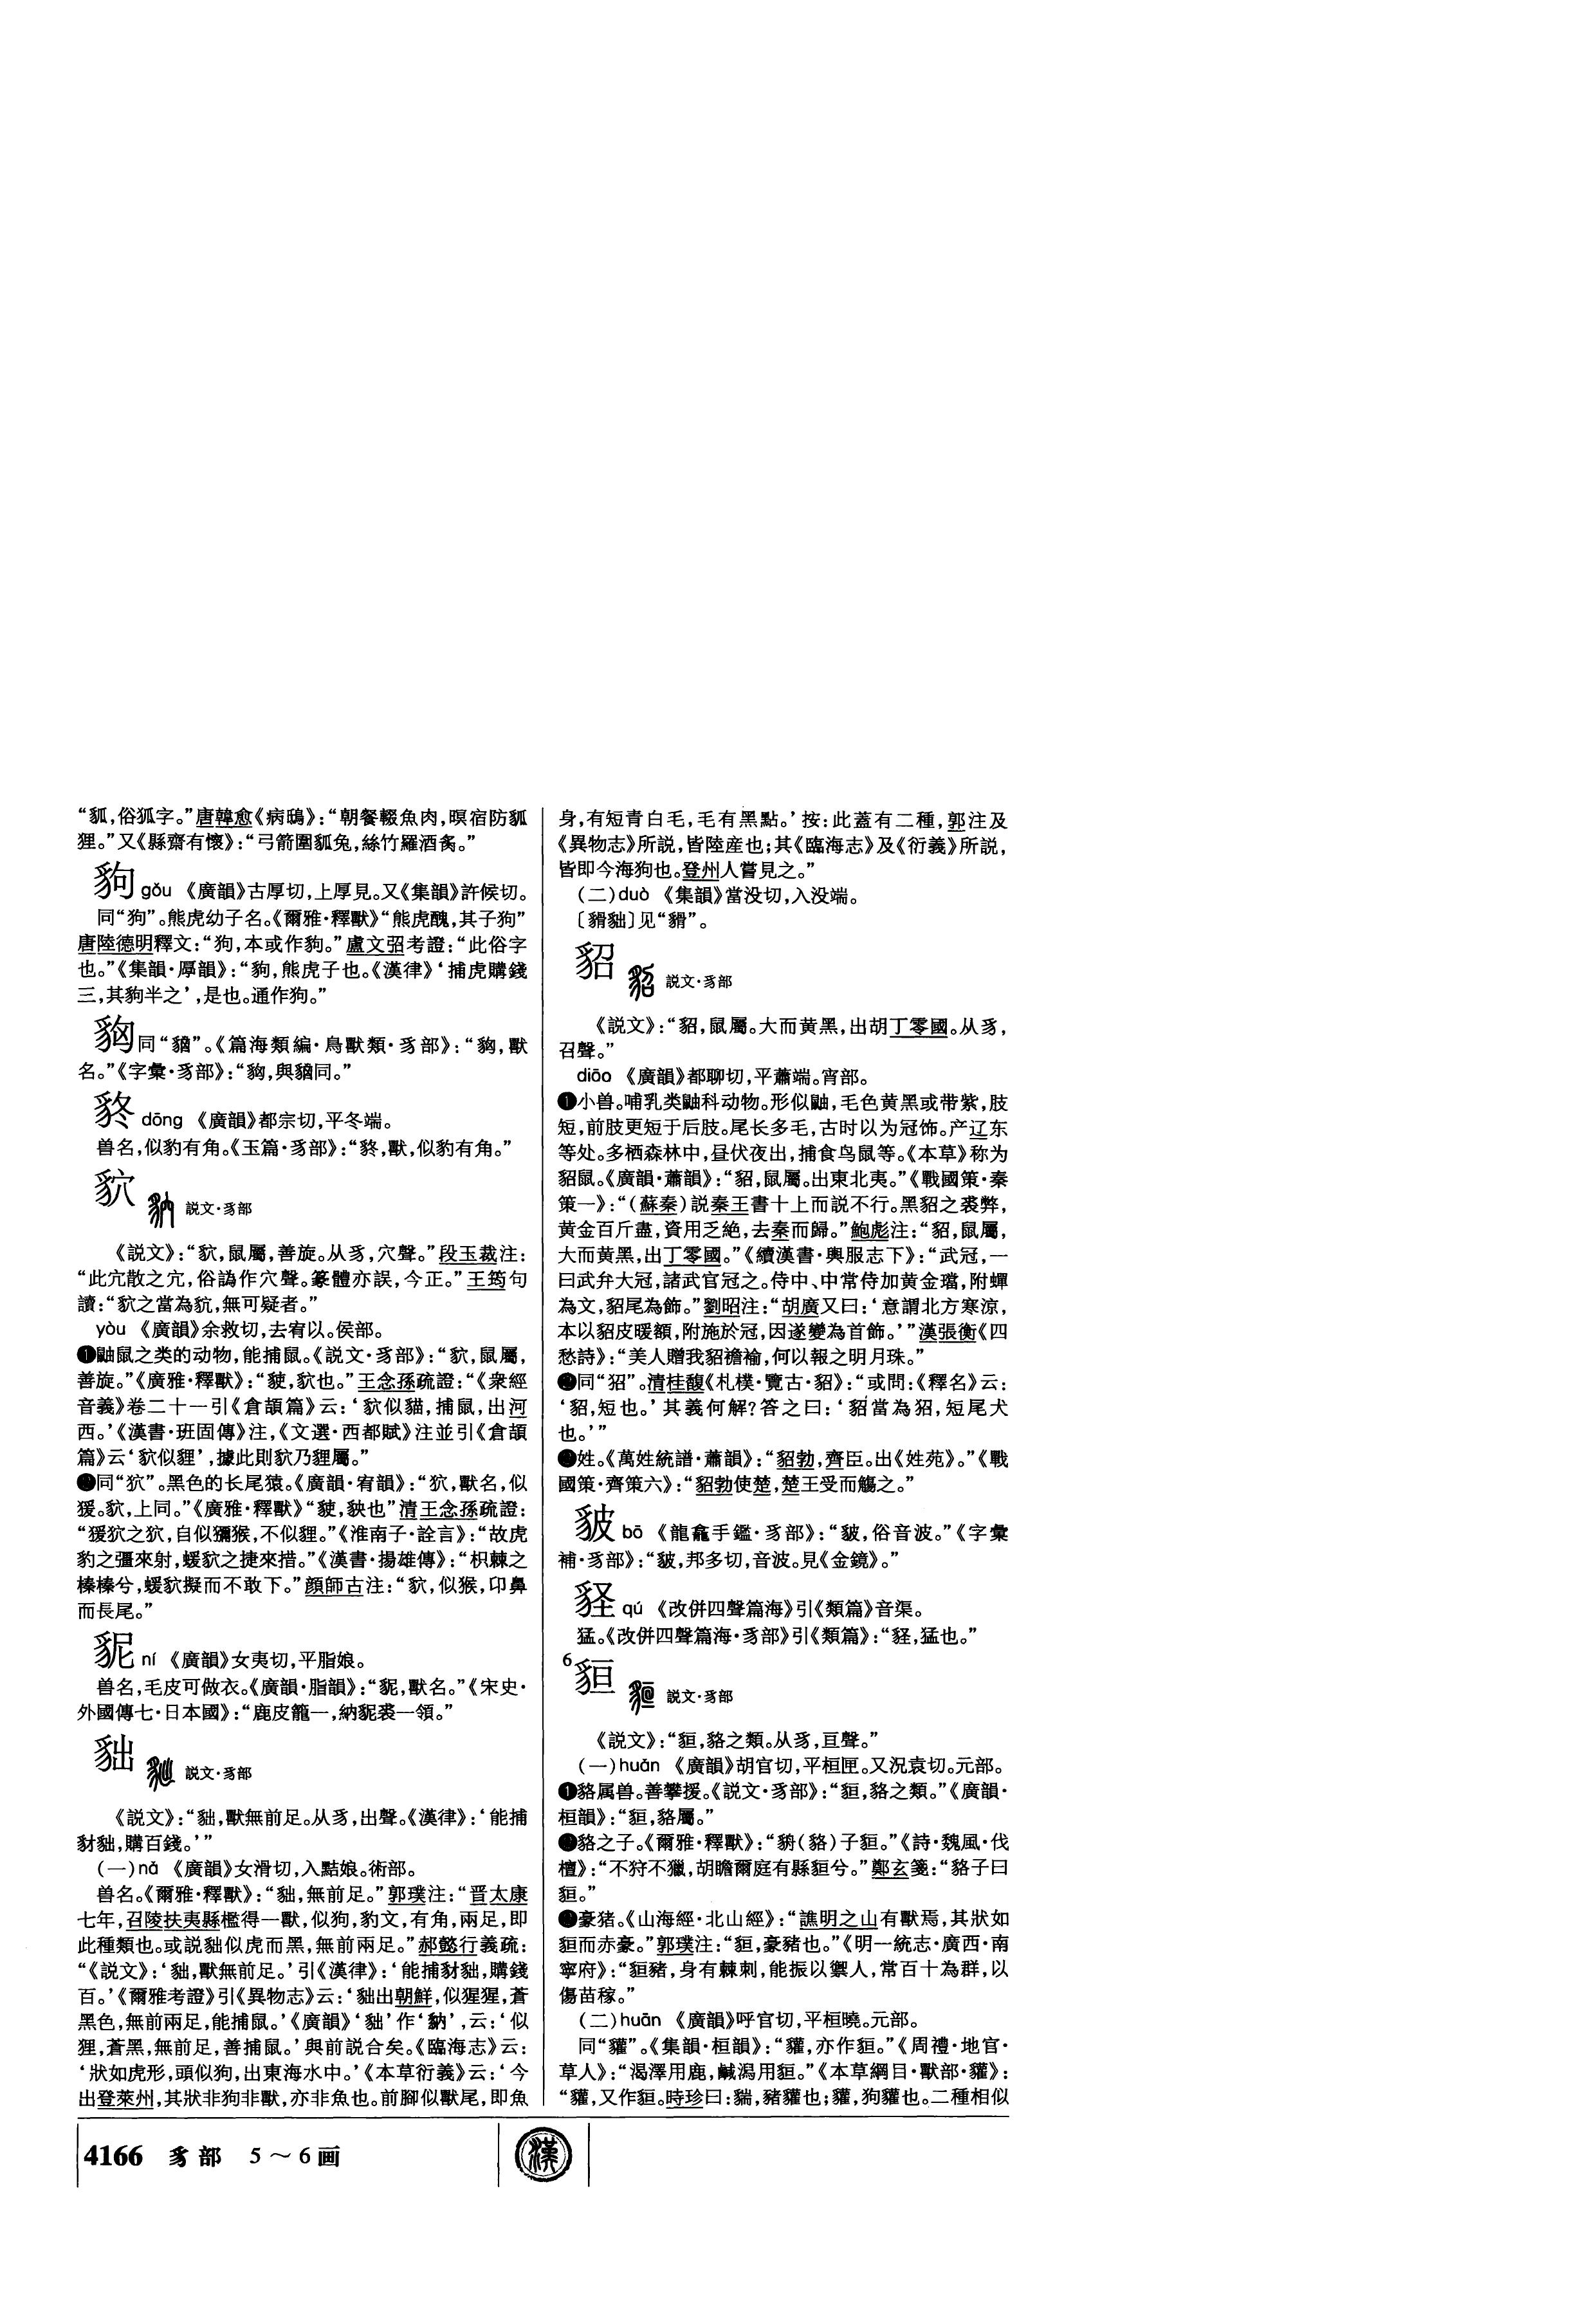 “狐,俗狐字。”唐韓愈《病鴟》:“朝餐輟魚肉,暝宿防狐
狸。”又《縣齋有懷》:“弓箭圍狐兔,絲竹羅酒炰。”
豿 gǒu 《廣韻》古厚切,上厚見。又《集韻》許候切。
同“狗”。熊虎幼子名。《爾雅·釋獸》“熊虎醜,其子狗”
唐陸德明釋文:“狗,本或作豿。”盧文弨考證:“此俗字
也。”《集韻·厚韻》:“豿,熊虎子也。《漢律》‘捕虎購錢
三,其豿半之’,是也。通作狗。”
同“貓”。《篇海類編·鳥獸類·豸部》:“,獸
名。”《字彙·豸部》:“,與同。”
䝦 dōng 《廣韻》都宗切,平冬端。
兽名,似豹有角。《玉篇·豸部》:“䝦,獸,似豹有角。”
貁 説文·豸部
《説文》:“貁,鼠屬,善旋。从豸,穴聲。”段玉裁注:
“此宂散之宂,俗譌作穴聲。篆體亦誤,今正。”王筠句
讀:“貁之當為㺄,無可疑者。”
yòu 《廣韻》余救切,去宥以。侯部。
❶鼬鼠之类的动物,能捕鼠。《説文·豸部》:“貁,鼠屬,
善旋。”《廣雅·釋獸》:“㹶,貁也。”王念孫疏證:“《衆經
音義》卷二十一引《倉頡篇》云:‘貁似貓,捕鼠,出河
西。’《漢書·班固傳》注,《文選·西都賦》注並引《倉頡
篇》云‘貁似貍’,據此則貁乃貍屬。”
❷同“狖”。黑色的长尾猿。《廣韻·宥韻》:“狖,獸名,似
猨。貁,上同。”《廣雅·釋獸》“,也”清王念孫疏證:
“猨狖之狖,自似獼猴,不似貍。”《淮南子·詮言》:“故虎
豹之彊來射,蝯貁之捷來措。”《漢書·揚雄傳》:“枳棘之
榛榛兮,蝯貁擬而不敢下。”顔師古注:“貁,似猴,卬鼻
而長尾。”
貎 ní 《廣韻》女夷切,平脂娘。
兽名,毛皮可做衣。《廣韻·脂韻》:“䝚,獸名。”《宋史·
外國傳七·日本國》:“鹿皮籠一,納䝚裘一領。”
貀 説文·豸部
《説文》:“貀,獸無前足。从豸,出聲。《漢律》:‘能捕
豺貀,購百錢。’”
(一)nà 《廣韻》女滑切,入黠娘。術部。
兽名。《爾雅·釋獸》:“貀,無前足。”郭璞注:“晋太康
七年,召陵扶夷縣檻得一獸,似狗,豹文,有角,兩足,即
此種類也。或説貀似虎而黑,無前兩足。”郝懿行義疏:
“《説文》:‘貀,獸無前足。’引《漢律》:‘能捕豺貀,購錢
百。’《爾雅考證》引《異物志》云:‘貀出朝鮮,似猩猩,蒼
黑色,無前兩足,能捕鼠。’《廣韻》‘貀’作‘豽’,云:‘似
狸,蒼黑,無前足,善捕鼠。’與前説合矣。《臨海志》云:
‘狀如虎形,頭似狗,出東海水中。’《本草衍義》云:‘今
出登萊州,其狀非狗非獸,亦非魚也。前脚似獸尾,即魚
身,有短青白毛,毛有黑點。’按:此蓋有二種,郭注及
《異物志》所説,皆陸産也;其《臨海志》及《衍義》所説,
皆即今海狗也。登州人嘗見之。”
(二)duò 《集韻》當没切,入没端。
〔貀〕见“”。
貂 説文·豸部
《説文》:“貂,鼠屬。大而黄黑,出胡丁零國。从豸,
召聲。”
diāo 《廣韻》都聊切,平蕭端。宵部。
❶小兽。哺乳类鼬科动物。形似鼬,毛色黄黑或带紫,肢
短,前肢更短于后肢。尾长多毛,古时以为冠饰。产辽东
等处。多栖森林中,昼伏夜出,捕食鸟鼠等。《本草》称为
貂鼠。《廣韻·蕭韻》:“貂,鼠屬。出東北夷。”《戰國策·秦
策一》:“(蘇秦)説秦王書十上而説不行。黑貂之裘弊,
黄金百斤盡,資用乏絶,去秦而歸。”鮑彪注:“貂,鼠屬,
大而黄黑,出丁零國。”《續漢書·輿服志下》:“武冠,一
曰武弁大冠,諸武官冠之。侍中、中常侍加黄金璫,附蟬
為文,貂尾為飾。”劉昭注:“胡廣又曰:‘意謂北方寒涼,
本以貂皮暖額,附施於冠,因遂變為首飾。’”漢張衡《四
愁詩》:“美人贈我貂襜褕,何以報之明月珠。”
❷同“㹦”。清桂馥《札樸·覽古·貂》:“或問:《釋名》云:
‘貂,短也。’其義何解?答之曰:‘貂當為㹦,短尾犬
也。’”
❸姓。《萬姓統譜·蕭韻》:“貂勃,齊臣。出《姓苑》。”《戰
國策·齊策六》:“貂勃使楚,楚王受而觴之。”
bō 《龍龕手鑑·豸部》:“,俗音波。”《字彙
補·豸部》:“,邦多切,音波。見《金鏡》。”
qú 《改併四聲篇海》引《類篇》音渠。
猛。《改併四聲篇海·豸部》引《類篇》:“,猛也。”
6
貆 説文·豸部
《説文》:“貆,貉之類。从豸,亘聲。”
(一)huán 《廣韻》胡官切,平桓匣。又況袁切。元部。
❶貉属兽。善攀援。《説文·豸部》:“貆,貉之類。”《廣韻·
桓韻》:“貆,貉屬。”
❷貉之子。《爾雅·釋獸》:“貈(貉)子貆。”《詩·魏風·伐
檀》:“不狩不獵,胡瞻爾庭有縣貆兮。”鄭玄箋:“貉子曰
貆。”
❸豪猪。《山海經·北山經》:“譙明之山有獸焉,其狀如
貆而赤豪。”郭璞注:“貆,豪豬也。”《明一統志·廣西·南
寧府》:“貆豬,身有棘刺,能振以禦人,常百十為群,以
傷苗稼。”
(二)huān 《廣韻》呼官切,平桓曉。元部。
同“貛”。《集韻·桓韻》:“貛,亦作貆。”《周禮·地官·
草人》:“渴澤用鹿,鹹潟用貆。”《本草綱目·獸部·貛》:
“貛,又作貆。時珍曰:貒,豬貛也;貛,狗貛也。二種相似
4166 豸部 5～6画
漢